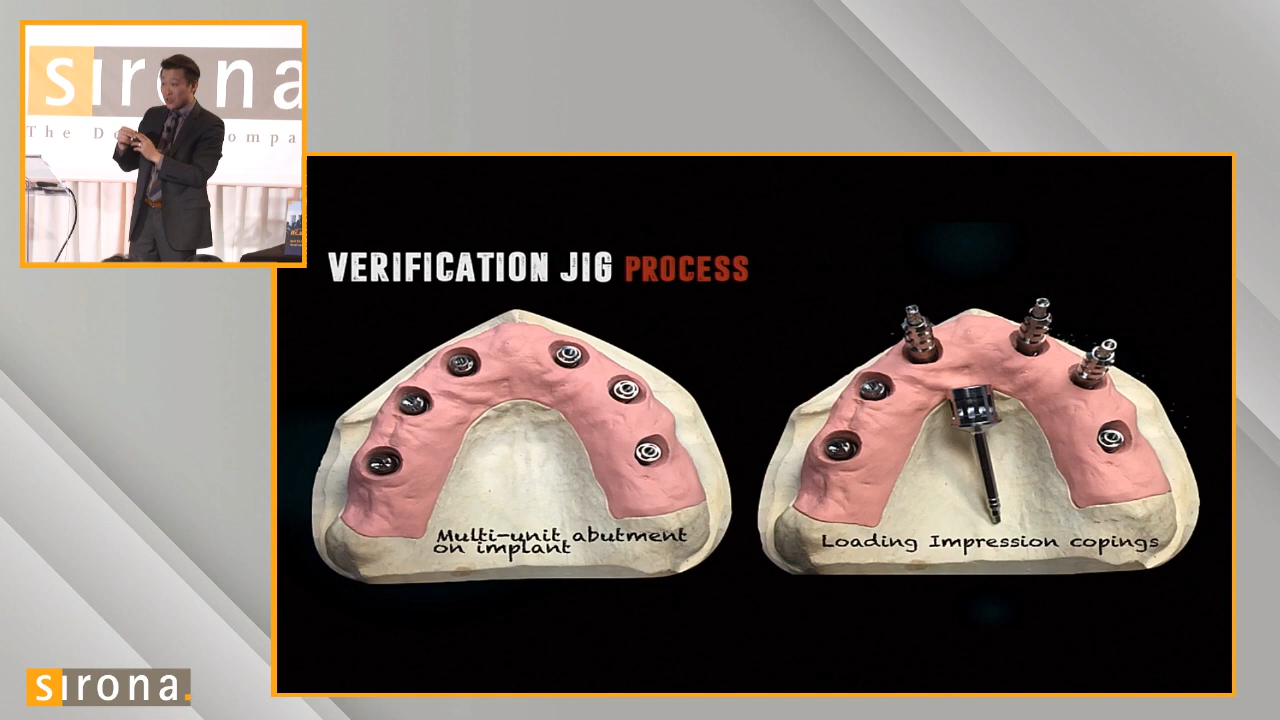 sirona
The D ompa
VERIFICATION JIG PROCESS
Multi-unit abutment
on implant
Loading Impression copings
sirona.